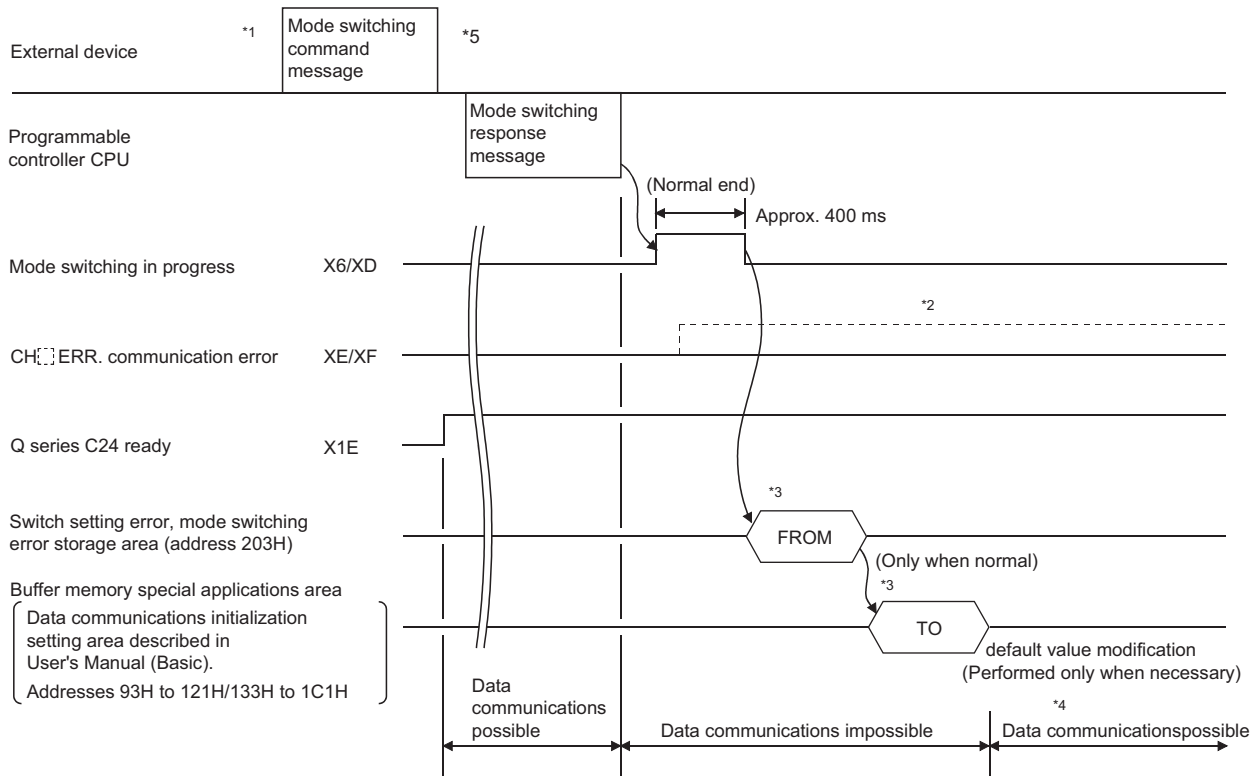 External device
*1
Mode switching
command
message
*5
Programmable
controller CPU
Mode switching
response
message
(Normal end)
Approx. 400 ms
Mode switching in progress X6/XD
*2
CH ERR. communication error XE/XF
Q series C24 ready X1E
*3
Switch setting error, mode switching
error storage area (address 203H)
FROM
(Only when normal)
*3
Buffer memory special applications area
Data communications initialization
setting area described in
User's Manual (Basic).
Addresses 93H to 121H/133H to 1C1H
TO
default value modification
(Performed only when necessary)
*4
Data
communications
possible
Data communications impossible
Data communicationspossible